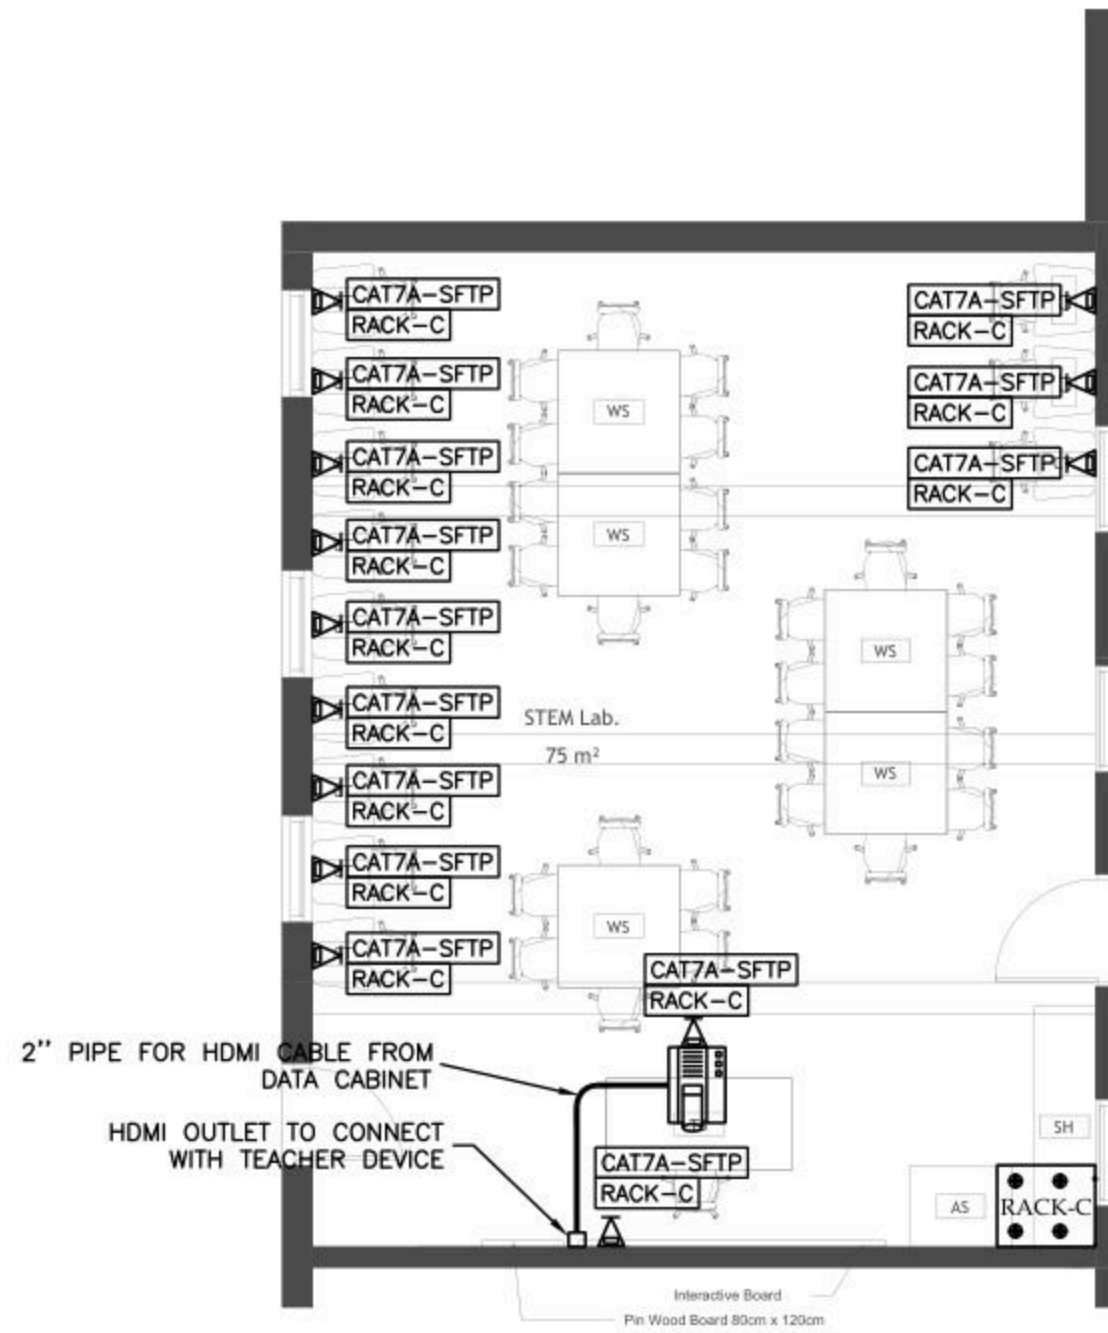 CAT7A-SFTP
RACK-C
CAT7A-SFTP
RACK-C
CAT7A-SFTP
RACK-C
CAT7A-SFTP
RACK-C
WS
CAT7A-SFTP
RACK-C
CAT7A-SFTP
RACK-C
CAT7A-SFTP
RACK-C
WS
CAT7A-SFTP
RACK-C
WS
CAT7A-SFTP
RACK-C
STEM Lab.
75 m²
CAT7A-SFTP
RACK-C
WS
CAT7A-SFTP
RACK-C
CAT7A-SFTP
RACK-C
WS
CAT7A-SFTP
RACK-C
2'' PIPE FOR HDMI CABLE FROM
DATA CABINET
HDMI OUTLET TO CONNECT
WITH TEACHER DEVICE
CAT7A-SFTP
RACK-C
SH
AS
RACK-C
Interactive Board
Pin Wood Board 80cm x 120cm